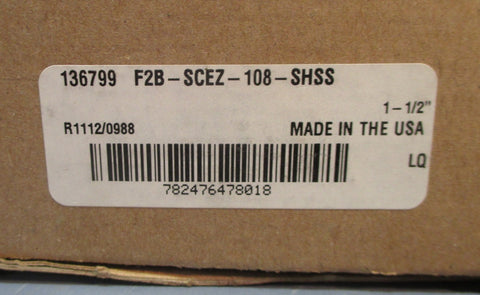 136799 F2B-SCEZ-108-SHSS
1-1/2"
R1112/0988 MADE IN THE USA
LQ
782476478018